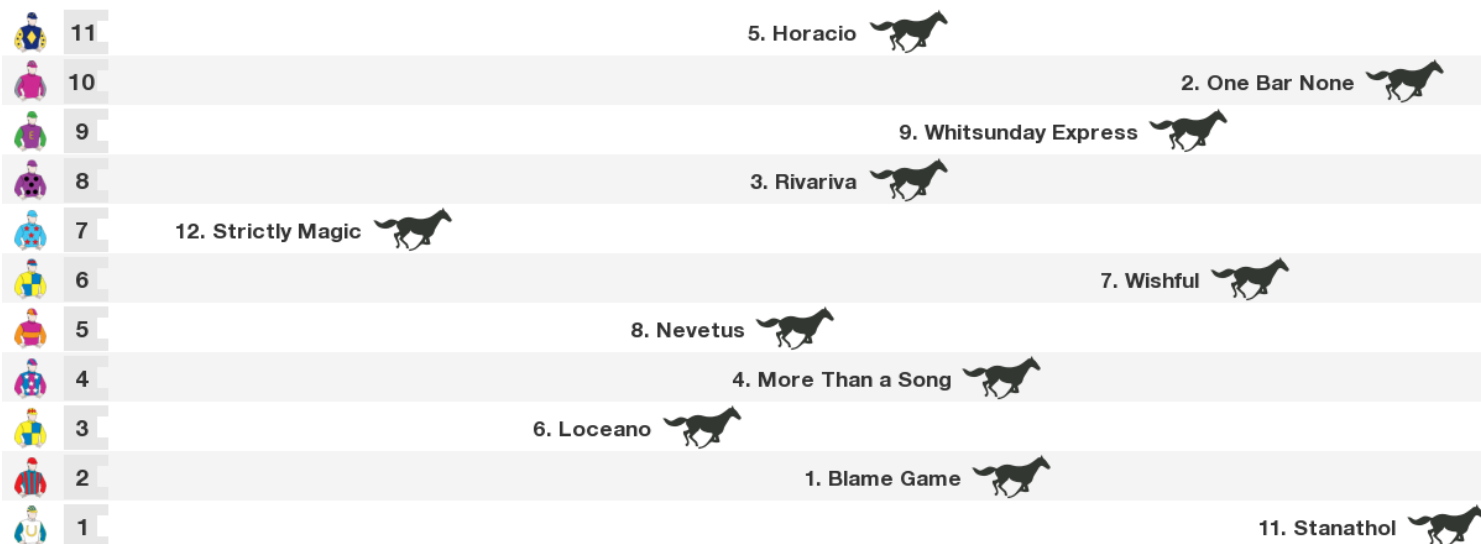 11 5. Horacio
10 2. One Bar None
9 9. Whitsunday Express
8 3. Rivariva
7 12. Strictly Magic
6 7. Wishful
5 8. Nevetus
4 4. More Than a Song
3 6. Loceano
2 1. Blame Game
1 11. Stanathol